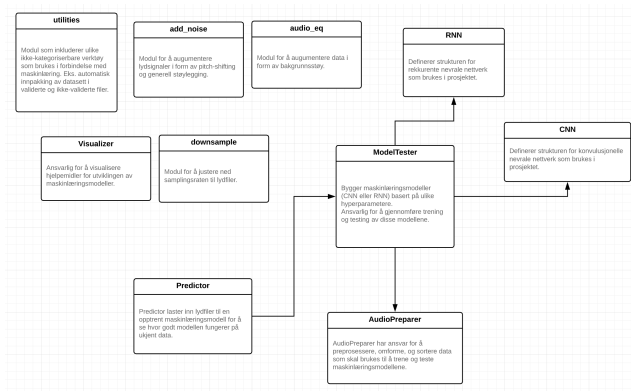 utilities
Modul som inkluderer ulike
ikke-kategoriserbare verktøy
som brukes i forbindelse med
maskinlæring. Eks. automatisk
innpakking av datasett i
validerte og ikke-validerte filer.
add_noise
Modul for å augmentere
lydsignaler i form av pitch-shifting
og generell støylegging.
audio_eq
Modul for å augmentere data i
form av bakgrunnsstøy.
RNN
Definerer strukturen for
rekkurente nevrale nettverk
som brukes i prosjektet.
Visualizer
Ansvarlig for å visualisere
hjelpemidler for utviklingen av
maskinlæringsmodeller.
downsample
Modul for å justere ned
samplingsraten til lydfiler.
ModelTester
Bygger maskinlæringsmodeller
(CNN eller RNN) basert på ulike
hyperparametere.
Ansvarlig for å gjennomføre trening
og testing av disse modellene.
CNN
Definerer strukturen for konvulusjonelle
nevrale nettverk som brukes i
prosjektet.
Predictor
Predictor laster inn lydfiler til en
opptrent maskinlæringsmodell for å
se hvor godt modellen fungerer på
ukjent data.
AudioPreparer
AudioPreparer har ansvar for å
preprosessere, omforme, og sortere data
som skal brukes til å trene og teste
maskinlæringsmodellene.